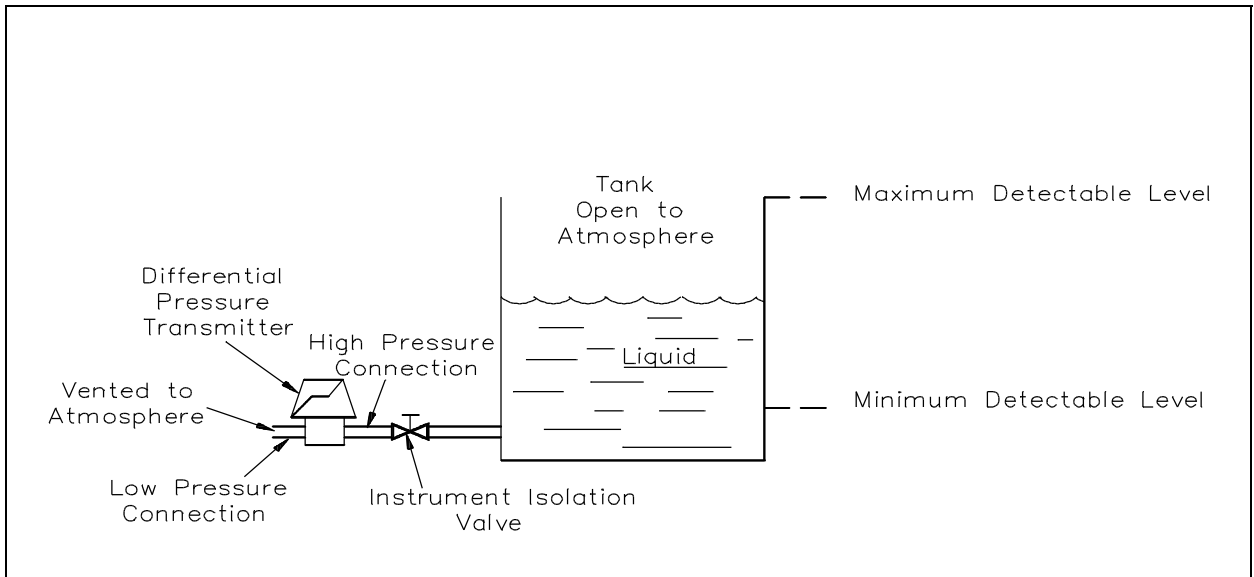 Tank
Open to
Atmosphere
Maximum Detectable Level
Differential
Pressure
Transmitter
High Pressure
Connection
Liquid
Vented to
Atmosphere
Minimum Detectable Level
Low Pressure
Connection
Instrument Isolation
Valve